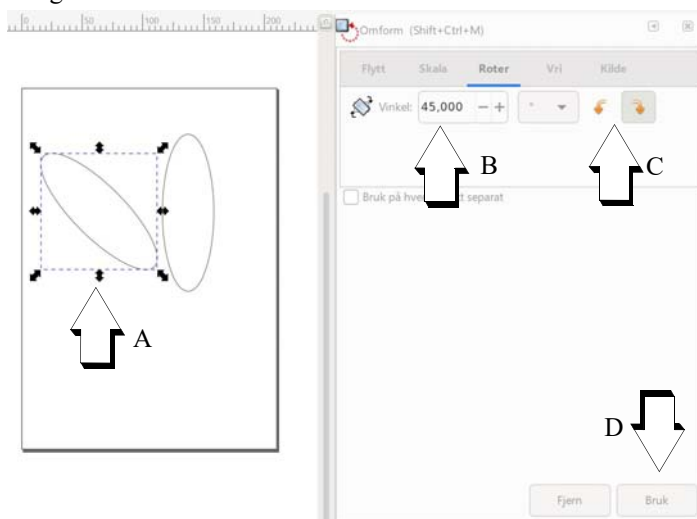 0 50 100 150 200
Omform (Shift+Ctrl+M)
Flytt Skala Roter Vri Kilde
Vinkel: 45,000 − + °
B
C
Bruk på separat
A
D
Fjern Bruk